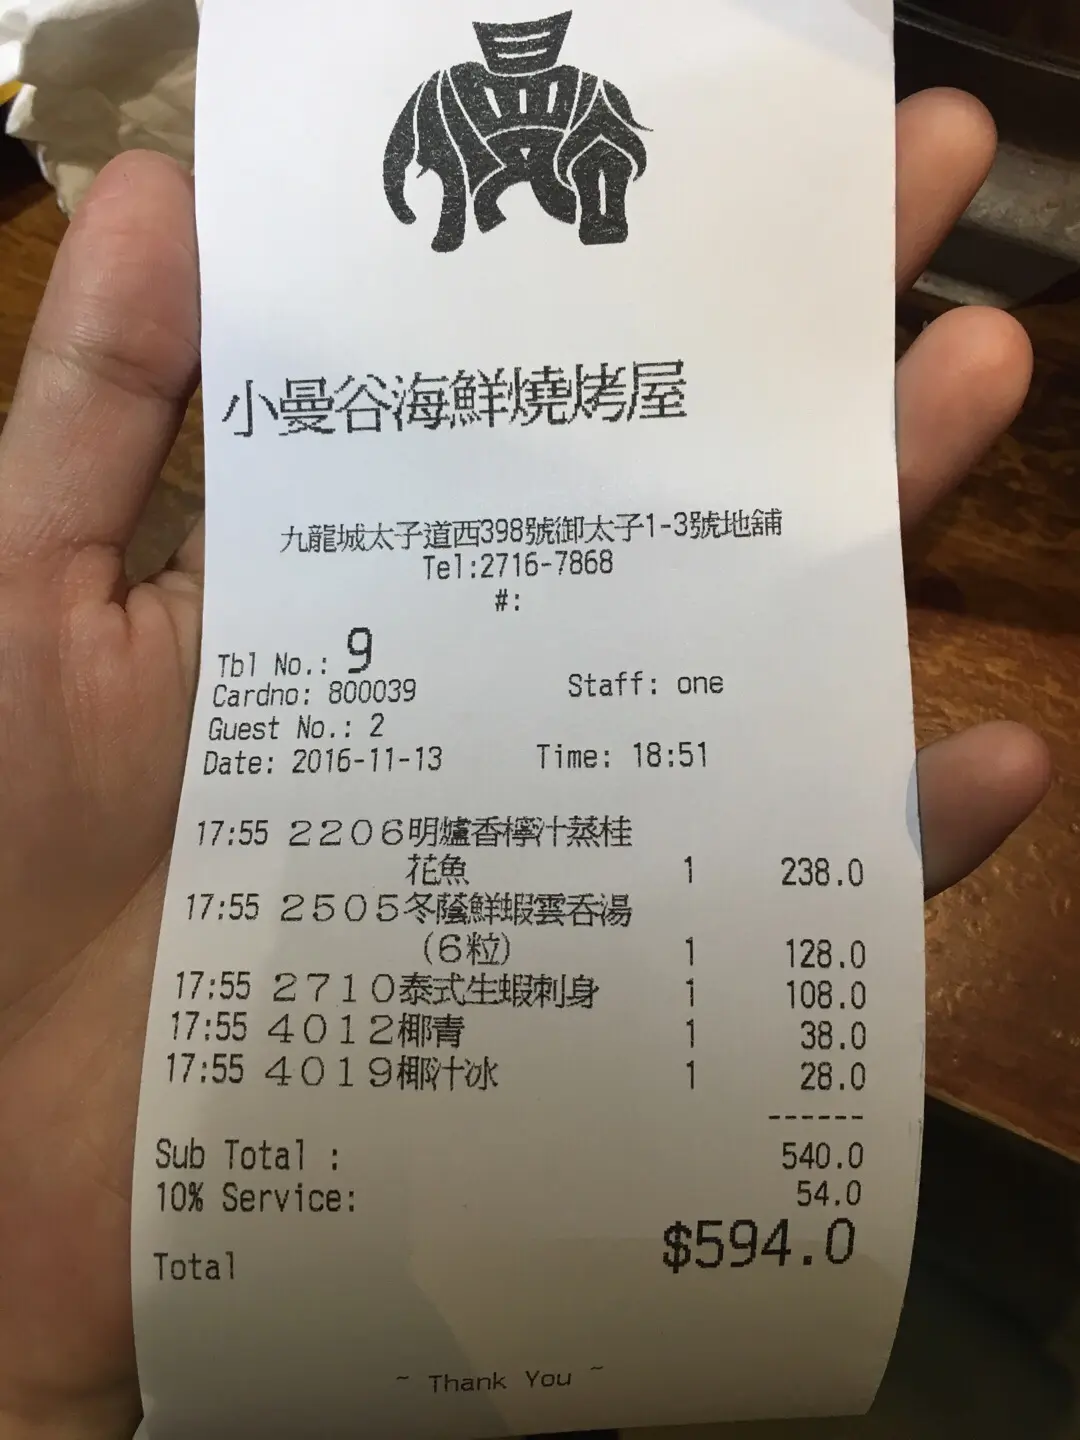 曼谷
小曼谷海鮮燒烤屋
九龍城太子道西398號御太子1-3號地舖
Tel:2716-7868
#:
Tbl No.: 9
Cardno: 800039 Staff: one
Guest No.: 2
Date: 2016-11-13 Time: 18:51
17:55 2206明爐香檸汁蒸桂
花魚 1 238.0
17:55 2505冬蔭鮮蝦雲吞湯
(6粒) 1 128.0
17:55 2710泰式生蝦刺身 1 108.0
17:55 4012椰青 1 38.0
17:55 4019椰汁冰 1 28.0
------
Sub Total : 540.0
10% Service: 54.0
Total $594.0
~ Thank You ~